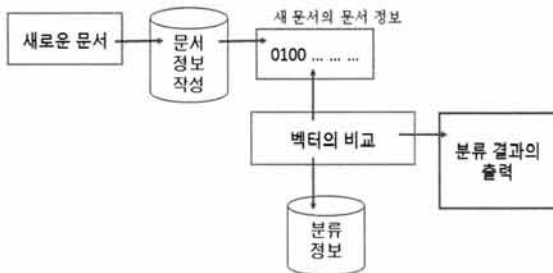 새 문서의 문서 정보
새로운 문서
문서
정보
작성
0100 ... ... ...
벡터의 비교
분류 결과의
출력
분류
정보